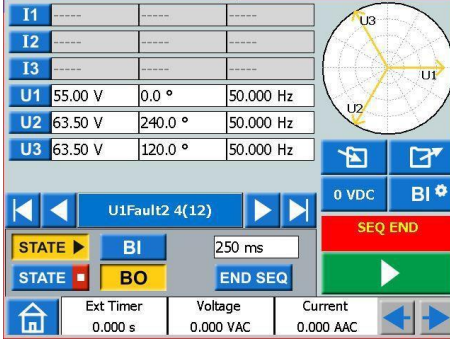 I1 ----- ----- -----
I2 ----- ----- -----
I3 ----- ----- -----
U1 55.00 V 0.0 ° 50.000 Hz
U2 63.50 V 240.0 ° 50.000 Hz
U3 63.50 V 120.0 ° 50.000 Hz
U3
U1
U2
0 VDC BI
U1Fault2 4(12)
SEQ END
STATE BI 250 ms
STATE BO END SEQ
Ext Timer Voltage Current
0.000 s 0.000 VAC 0.000 AAC